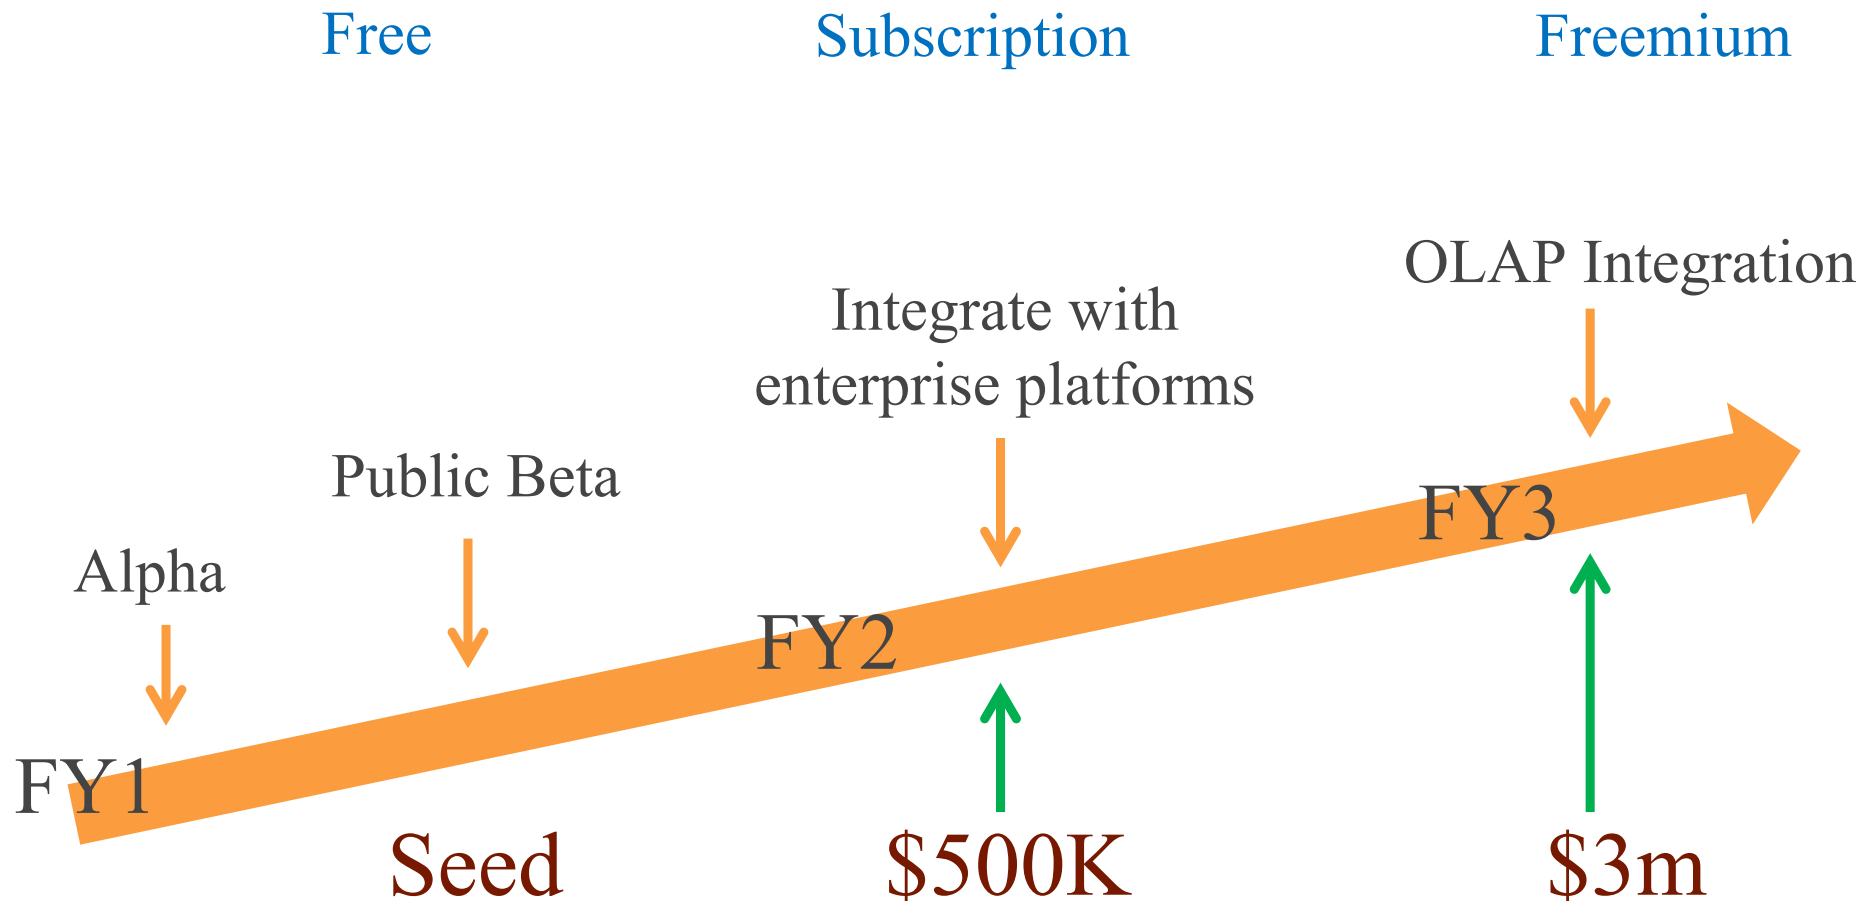 Free
Subscription
Freemium
OLAP Integration
Integrate with
enterprise platforms
Public Beta
Alpha
FY1
FY2
FY3
Seed
$500K
$3m